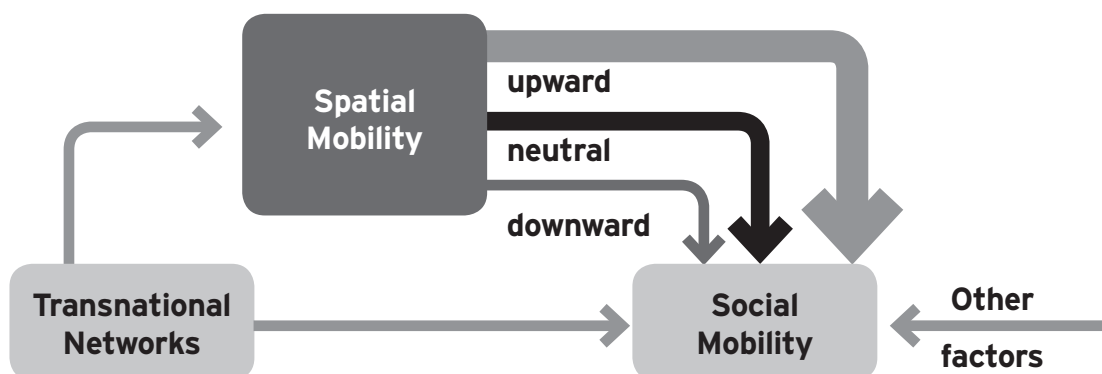 Spatial
Mobility
upward
neutral
downward
Transnational
Networks
Social
Mobility
Other
factors